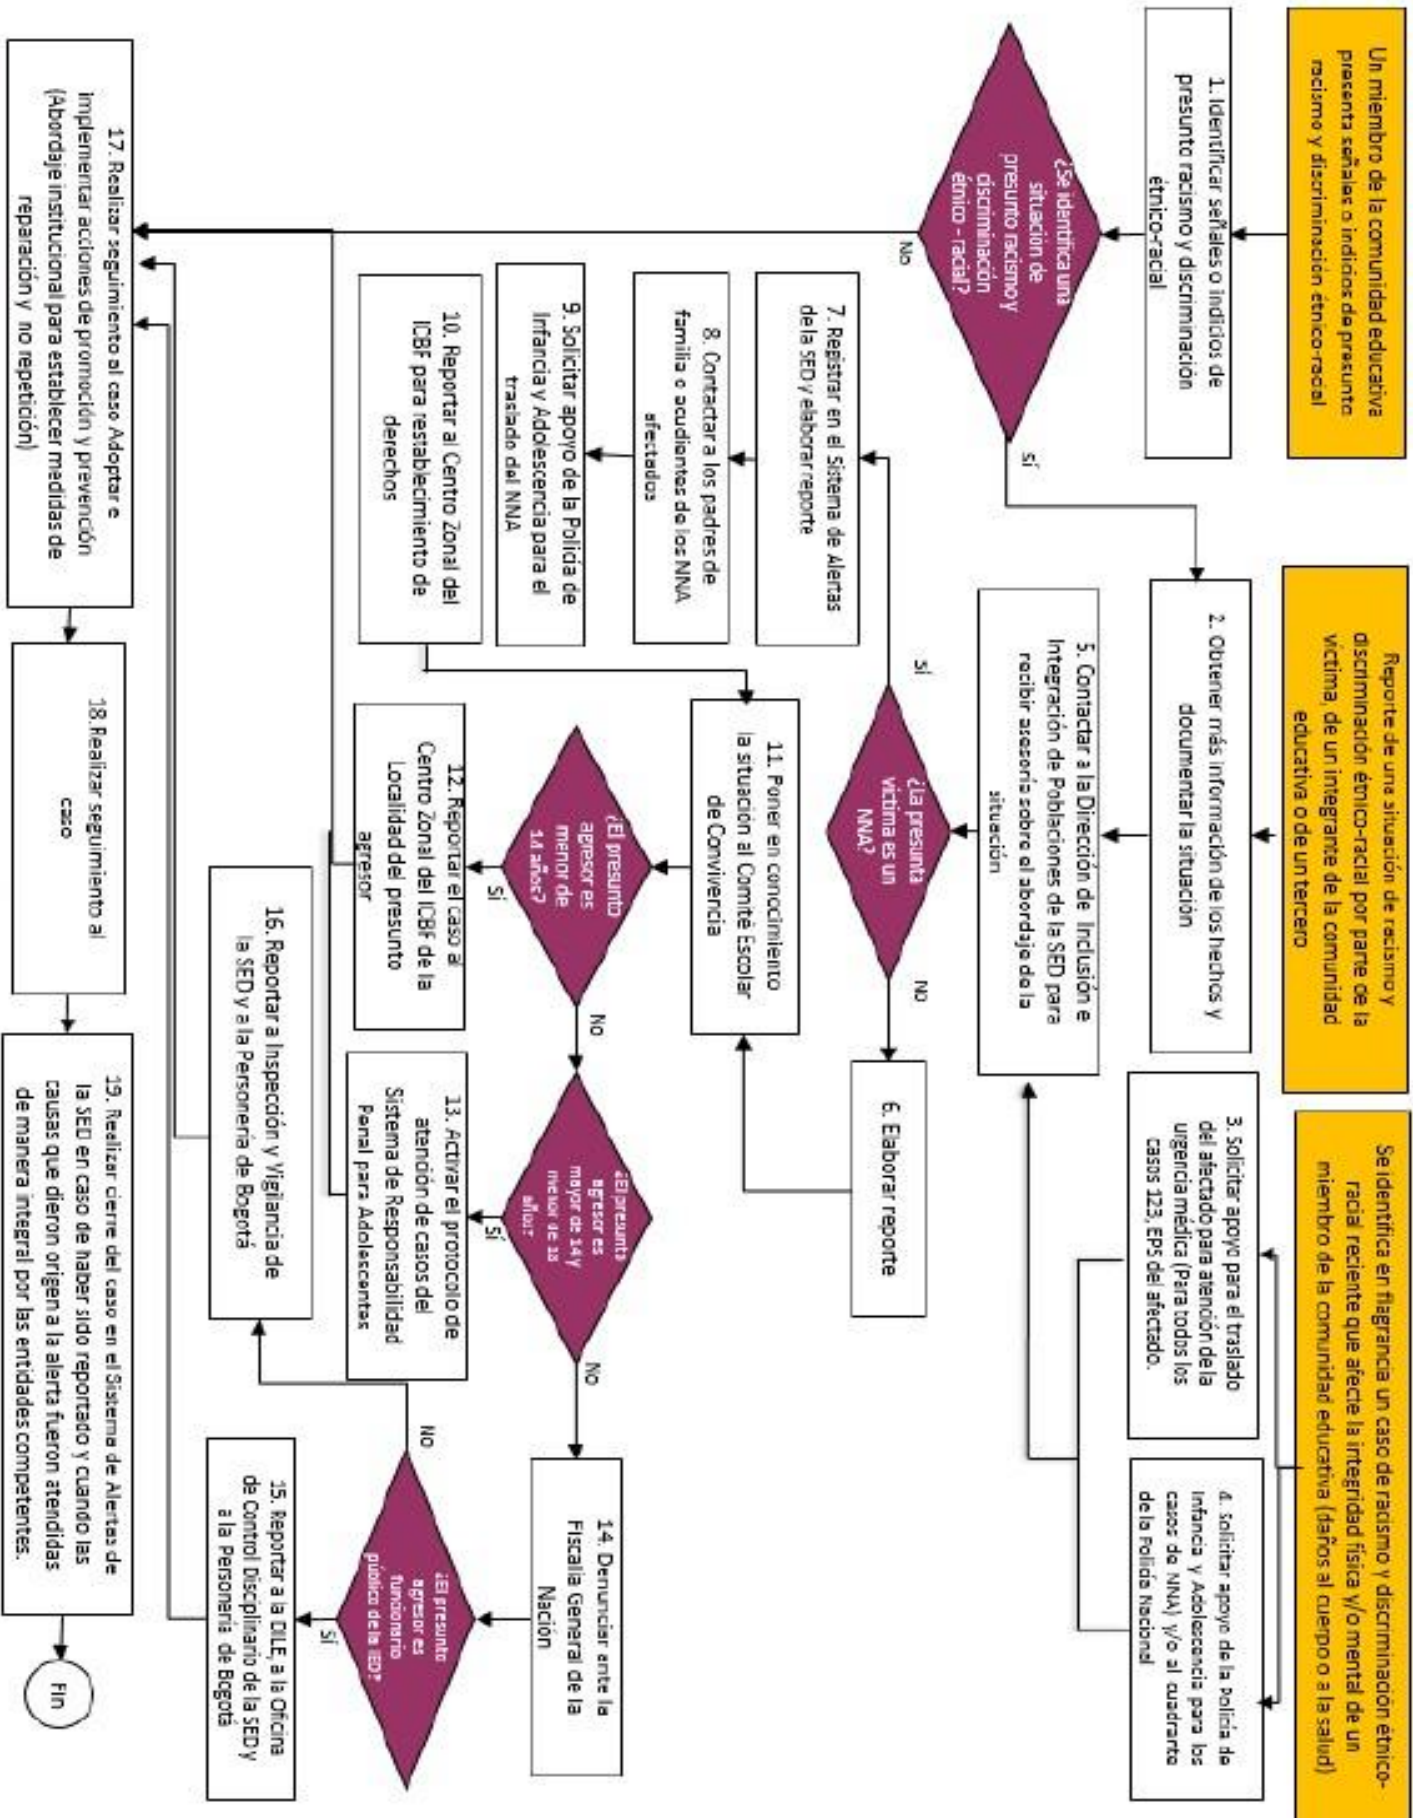 Un miembro de la comunidad educativa
presenta señales o indicios de presunto
racismo y discriminación étnico-racial
Reporte de una situación de racismo y
discriminación étnico-racial por parte de la
víctima, de un integrante de la comunidad
educativa o de un tercero
Se identifica en flagrancia un caso de racismo y discriminación étnico-
racial reciente que afecte la integridad física y/o mental de un
miembro de la comunidad educativa (daños al cuerpo o a la salud)
1. Identificar señales o indicios de
presunto racismo y discriminación
étnico-racial
2. Obtener más información de los hechos y
documentar la situación
3. Solicitar apoyo para el traslado
del afectado para atención de la
urgencia médica (Para todos los
casos 123, EPS del afectado.
4. Solicitar apoyo de la Policía de
Infancia y Adolescencia para los
casos de NNA) y/o al cuadrante
de la Policía Nacional
¿Se identifica una
situación de
presunto racismo y
discriminación
étnico - racial?
Sí
No
5. Contactar a la Dirección de Inclusión e
Integración de Poblaciones de la SED para
recibir asesoría sobre el abordaje de la
situación
¿La presunta
víctima es un
NNA?
Sí
No
6. Elaborar reporte
7. Registrar en el Sistema de Alertas
de la SED y elaborar reporte
8. Contactar a los padres de
familia o acudientes de los NNA
afectados
9. Solicitar apoyo de la Policía de
Infancia y Adolescencia para el
traslado del NNA
10. Reportar al Centro Zonal del
ICBF para restablecimiento de
derechos
11. Poner en conocimiento
la situación al Comité Escolar
de Convivencia
¿El presunto
agresor es
menor de
14 años?
Sí
No
12. Reportar el caso al
Centro Zonal del ICBF de la
Localidad del presunto
agresor
¿El presunto
agresor es
mayor de 14 y
menor de 18
años?
Sí
No
13. Activar el protocolo de
atención de casos del
Sistema de Responsabilidad
Penal para Adolescentes
14. Denunciar ante la
Fiscalía General de la
Nación
¿El presunto
agresor es
funcionario
público de la IED?
Sí
No
15. Reportar a la DILE, a la Oficina
de Control Disciplinario de la SED y
a la Personería de Bogotá
16. Reportar a Inspección y Vigilancia de
la SED y a la Personería de Bogotá
17. Realizar seguimiento al caso Adoptar e
implementar acciones de promoción y prevención
(Abordaje institucional para establecer medidas de
reparación y no repetición)
18.Realizar seguimiento al
caso
19. Realizar cierre del caso en el Sistema de Alertas de
la SED en caso de haber sido reportado y cuando las
causas que dieron origen a la alerta fueron atendidas
de manera integral por las entidades competentes.
Fin